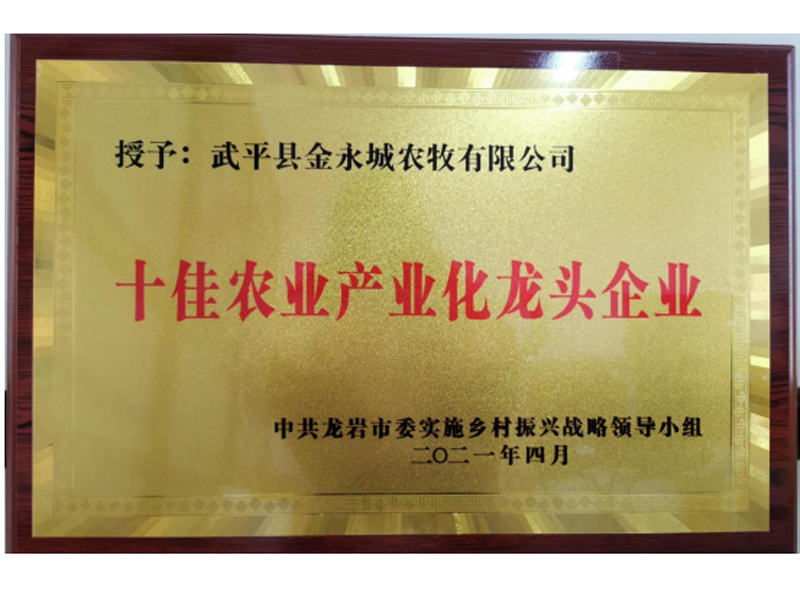 授予：武平县金永城农牧有限公司
十佳农业产业化龙头企业
中共龙岩市委实施乡村振兴战略领导小组
二〇二一年四月